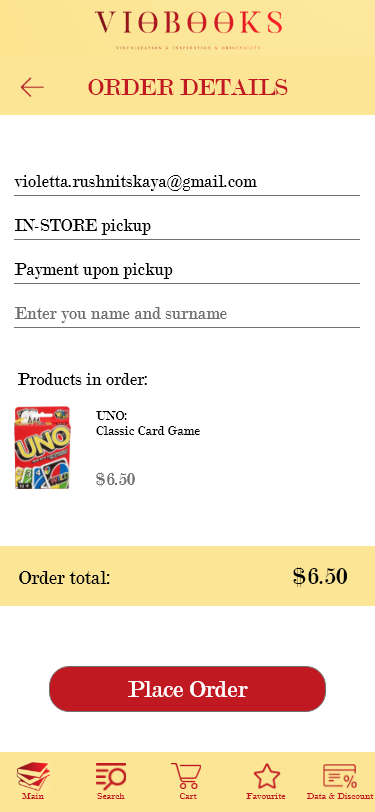 VIOBOOKS
VISUALIZATION & INSPIRATION & ORIGINALITY
ORDER DETAILS
violetta.rushnitskaya@gmail.com
IN-STORE pickup
Payment upon pickup
Enter you name and surname
Products in order:
UNO
UNO:
Classic Card Game
$6.50
Order total:
$6.50
Place Order
Main
Search
Cart
Favourite
Data & Discount